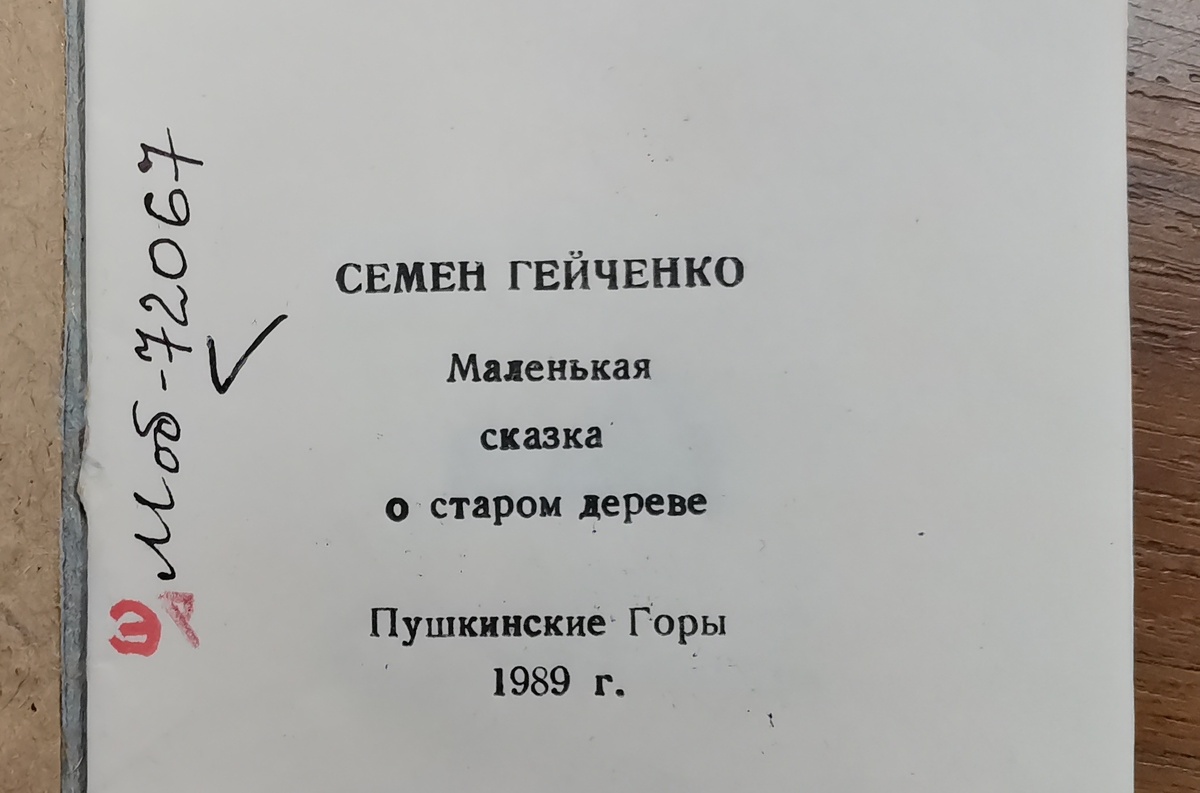 СЕМЕН ГЕЙЧЕНКО
Маленькая
сказка
о старом дереве
Пушкинские Горы
1989 г.
Моб-72067